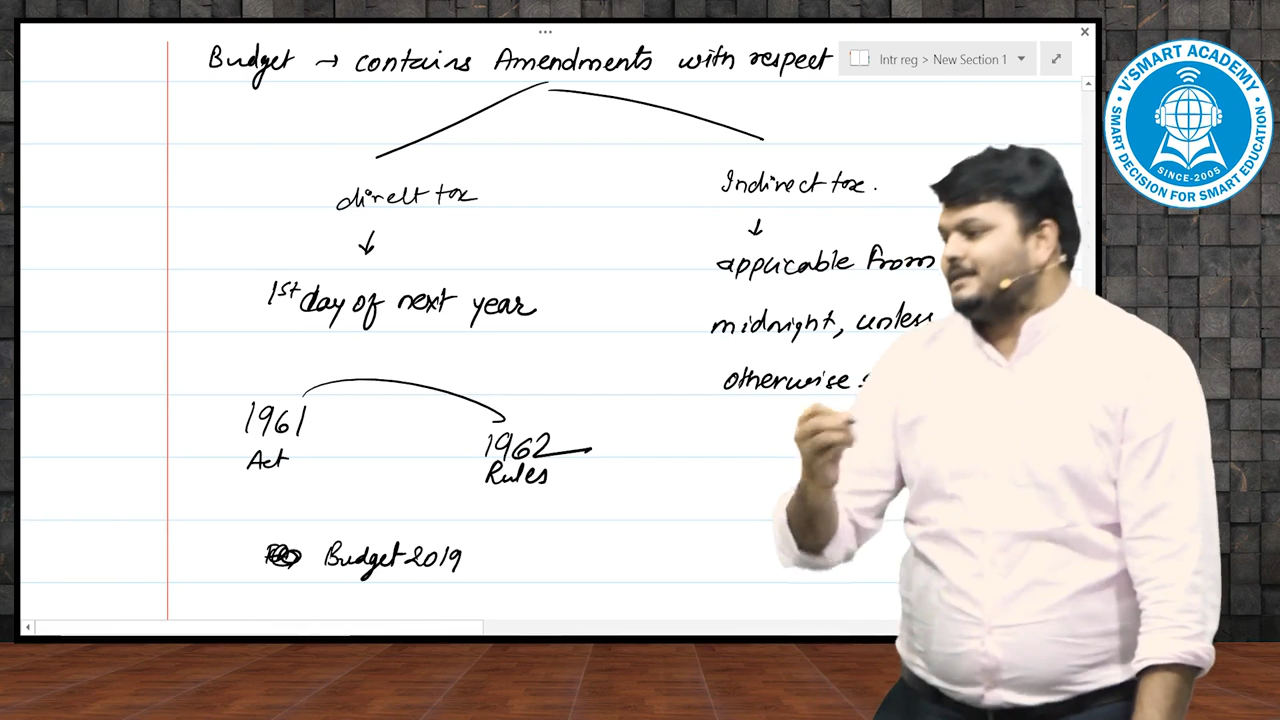 Budget → contains Amendments with respect
Intr reg > New Section 1
direct tax
↓
1st day of next year
Indirect tax.
↓
applicable from
midnight, unless
otherwise
1961
Act
1962
Rules
Budget 2019
V'SMART ACADEMY
SINCE-2005
SMART DECISION FOR SMART EDUCATION